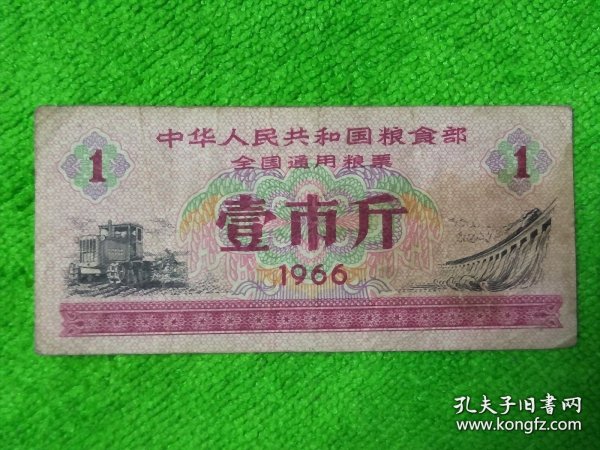 中华人民共和国粮食部
全国通用粮票
1
1
壹市斤
1966
孔夫子旧书网
www.kongfz.com